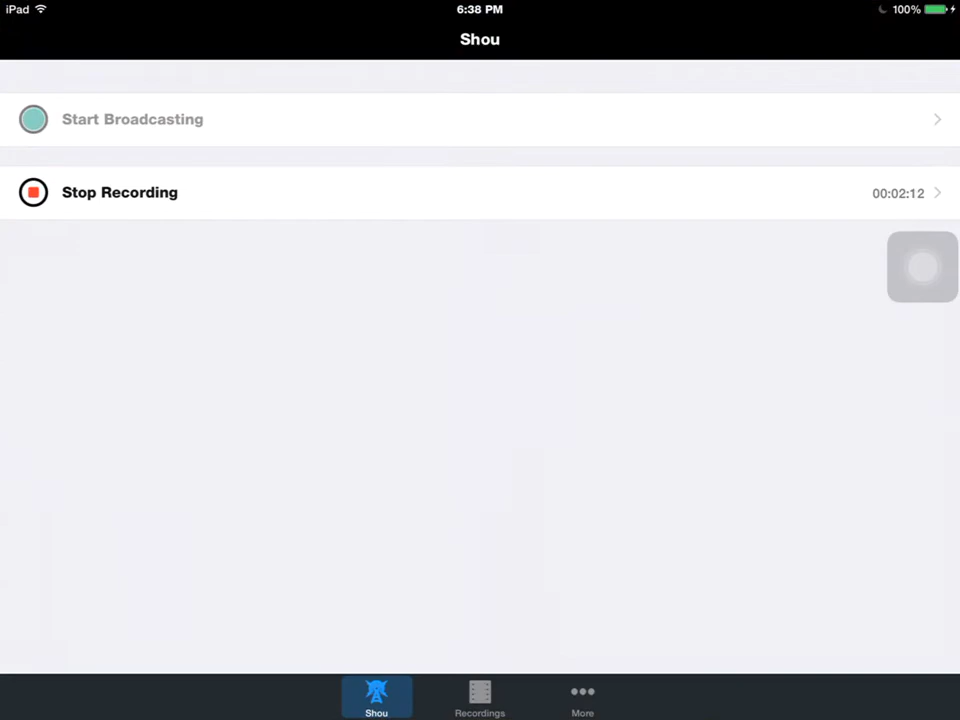 iPad 6:38 PM 100%
Shou
Start Broadcasting
Stop Recording 00:02:12
Shou Recordings More